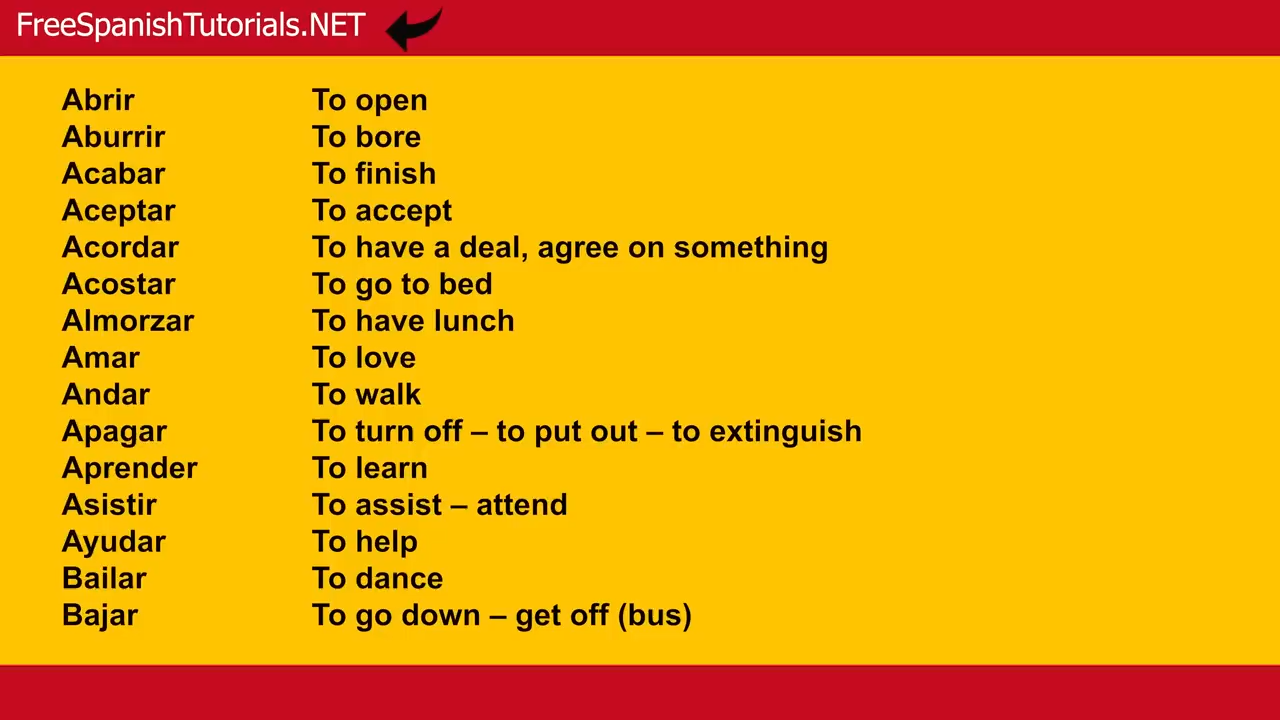 FreeSpanishTutorials.NET
Abrir To open
Aburrir To bore
Acabar To finish
Aceptar To accept
Acordar To have a deal, agree on something
Acostar To go to bed
Almorzar To have lunch
Amar To love
Andar To walk
Apagar To turn off – to put out – to extinguish
Aprender To learn
Asistir To assist – attend
Ayudar To help
Bailar To dance
Bajar To go down – get off (bus)